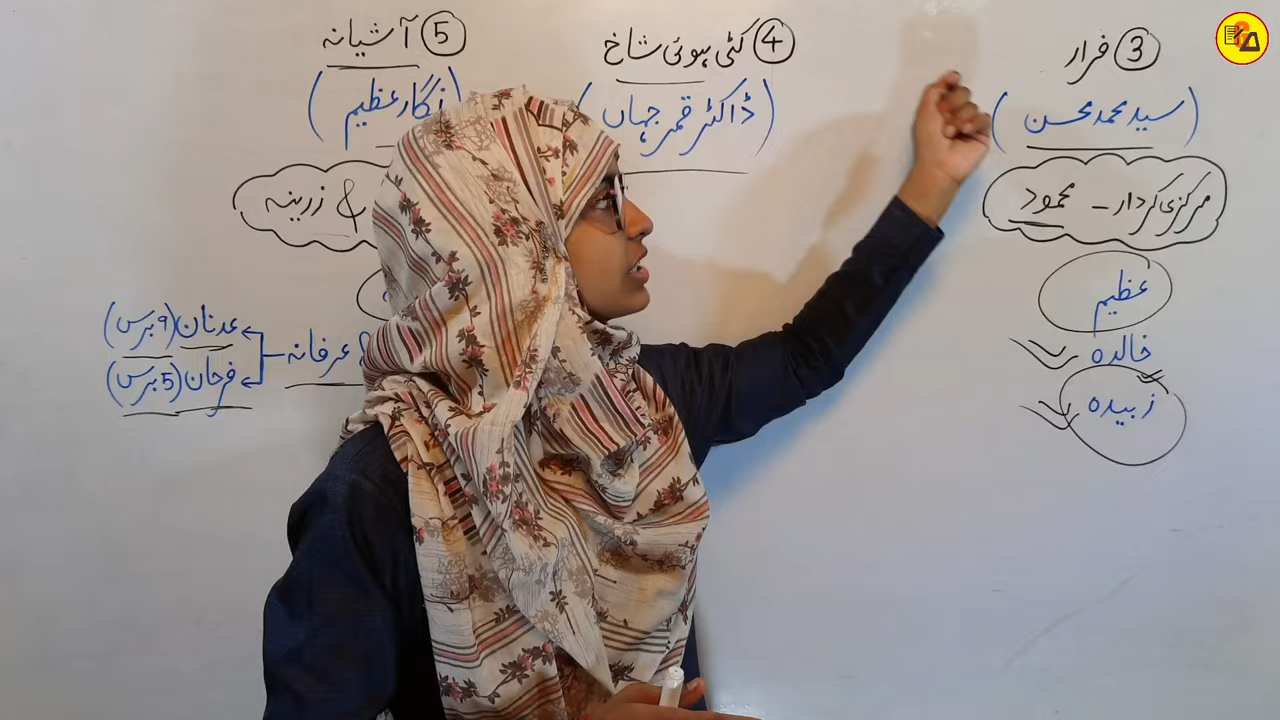 ③ فرار
(سید محمد محسن)
مرکزی کردار - محمود
عظیم
خالدہ
زبیدہ
④ کٹی ہوئی شاخ
(ڈاکٹر قمر جہاں)
⑤ آشیانہ
(نگار عظیم)
& زرینہ
عرفانہ
عدنان (۹ برس)
فرحان (5 برس)